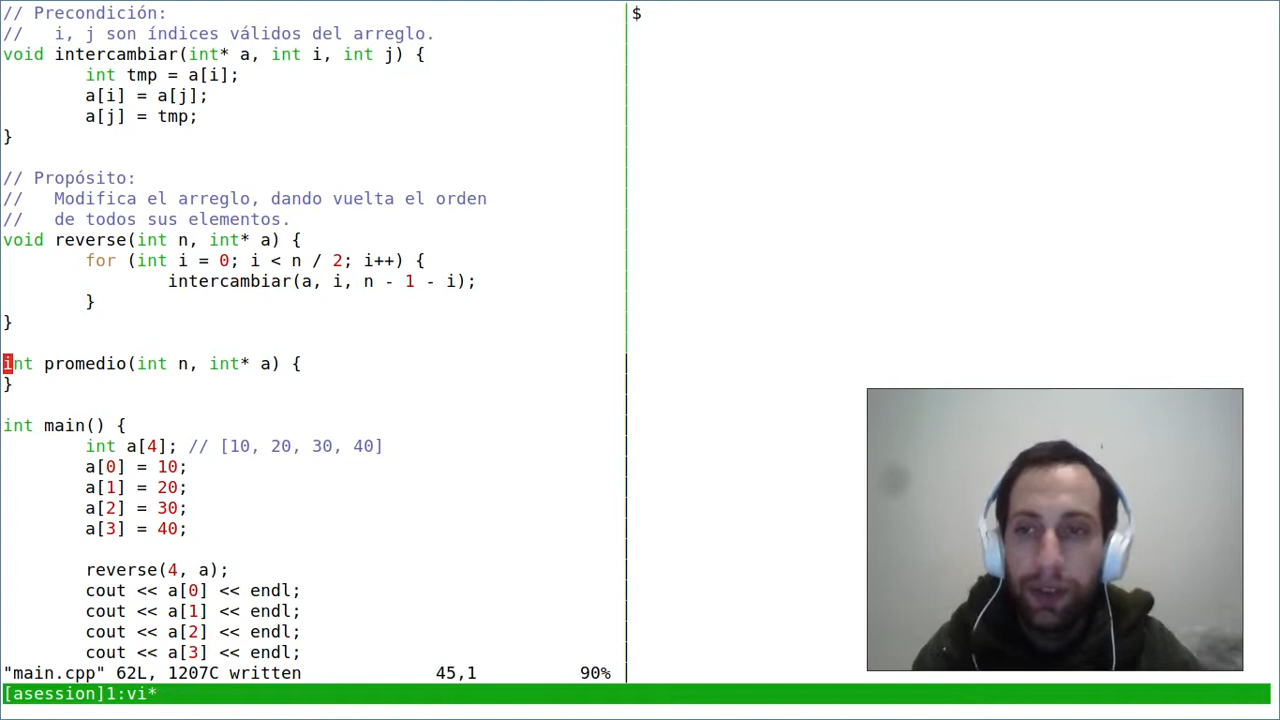 // Precondición:
//   i, j son índices válidos del arreglo.
void intercambiar(int* a, int i, int j) {
        int tmp = a[i];
        a[i] = a[j];
        a[j] = tmp;
}

// Propósito:
//   Modifica el arreglo, dando vuelta el orden
//   de todos sus elementos.
void reverse(int n, int* a) {
        for (int i = 0; i < n / 2; i++) {
                intercambiar(a, i, n - 1 - i);
        }
}

int promedio(int n, int* a) {
}

int main() {
        int a[4]; // [10, 20, 30, 40]
        a[0] = 10;
        a[1] = 20;
        a[2] = 30;
        a[3] = 40;

        reverse(4, a);
        cout << a[0] << endl;
        cout << a[1] << endl;
        cout << a[2] << endl;
        cout << a[3] << endl;
"main.cpp" 62L, 1207C written             45,1          90%
[asession]1:vi*
$